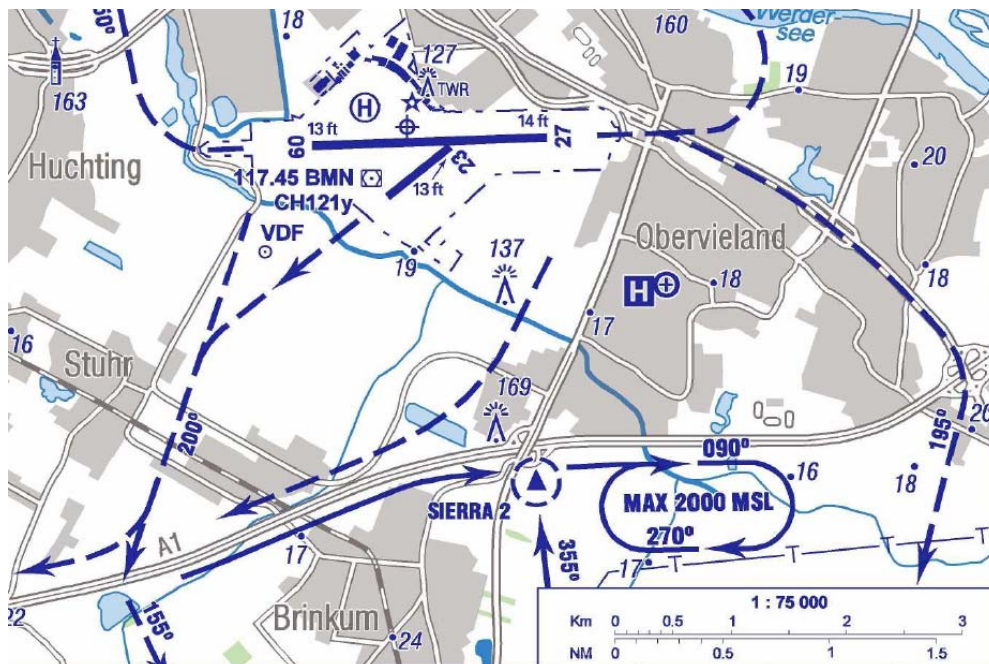 50°
18
160
Werder-
see
163
127
TWR
19
H
13 ft
14 ft
09
27
23
20
Huchting
117.45 BMN
13 ft
CH121y
VDF
19
137
Obervieland
18
18
H
17
16
Stuhr
169
200°
26
195°
090°
16
18
SIERRA 2
MAX 2000 MSL
270°
A1
17
355°
17
T
T
T
T
22
155°
Brinkum
24
1 : 75 000
Km 0 0.5 1 2 3
NM 0 0.5 1 1.5